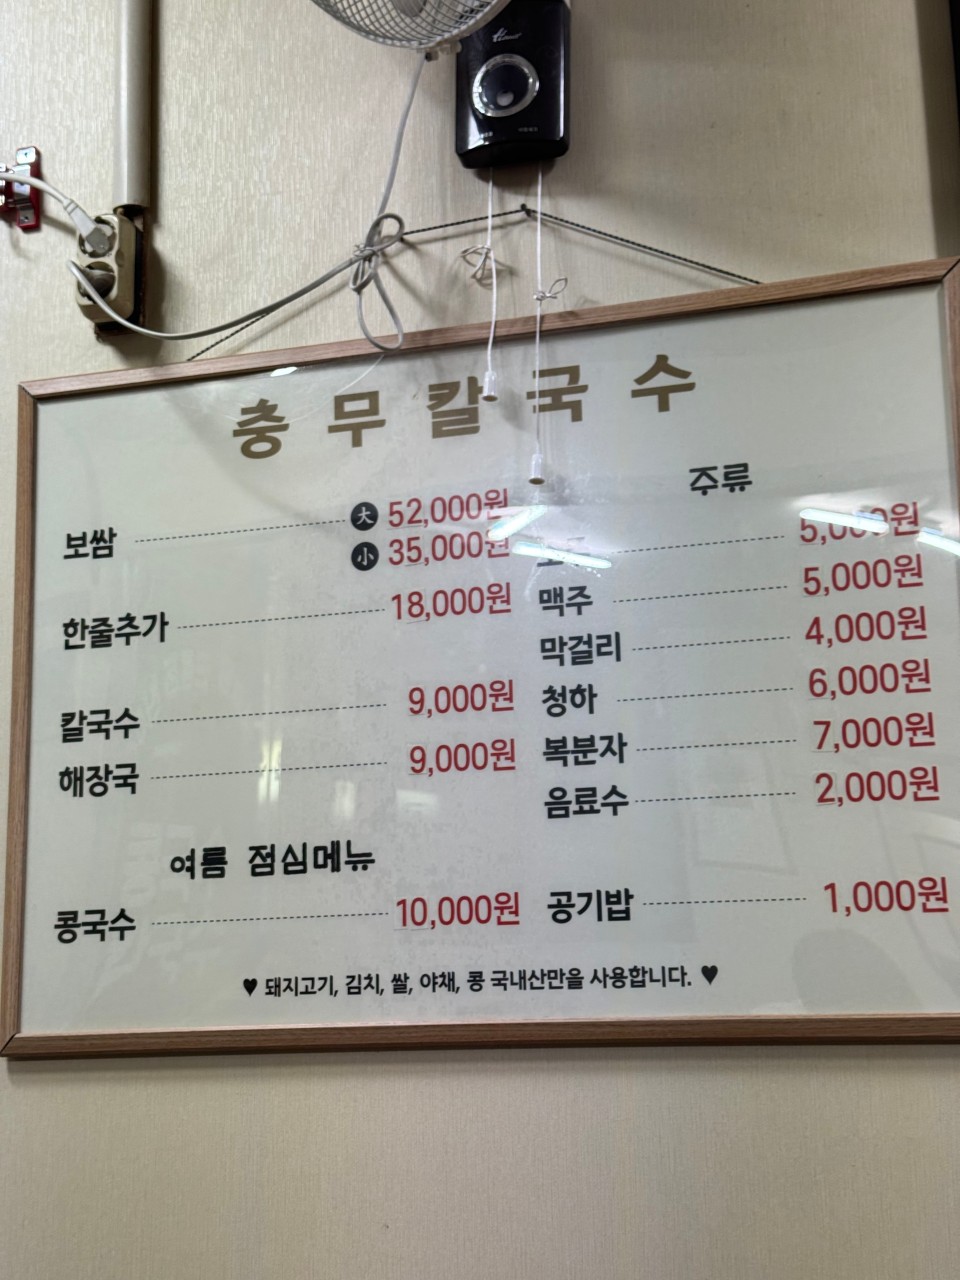 충무칼국수
보쌈 大 52,000원
小 35,000원
한줄추가 18,000원
칼국수 9,000원
해장국 9,000원
여름 점심메뉴
콩국수 10,000원
주류
5,000원
맥주 5,000원
막걸리 4,000원
청하 6,000원
복분자 7,000원
음료수 2,000원
공기밥 1,000원
♥ 돼지고기, 김치, 쌀, 야채, 콩 국내산만을 사용합니다. ♥